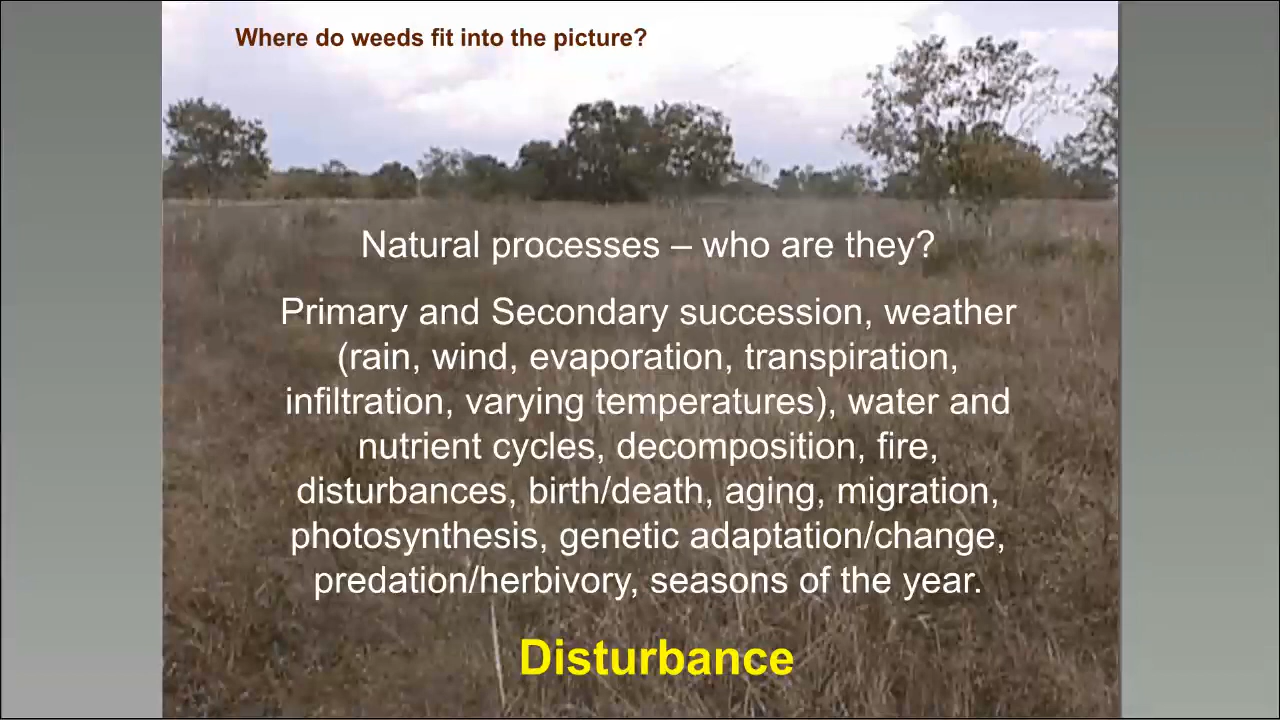 Where do weeds fit into the picture?
Natural processes – who are they?
Primary and Secondary succession, weather
(rain, wind, evaporation, transpiration,
infiltration, varying temperatures), water and
nutrient cycles, decomposition, fire,
disturbances, birth/death, aging, migration,
photosynthesis, genetic adaptation/change,
predation/herbivory, seasons of the year.
Disturbance